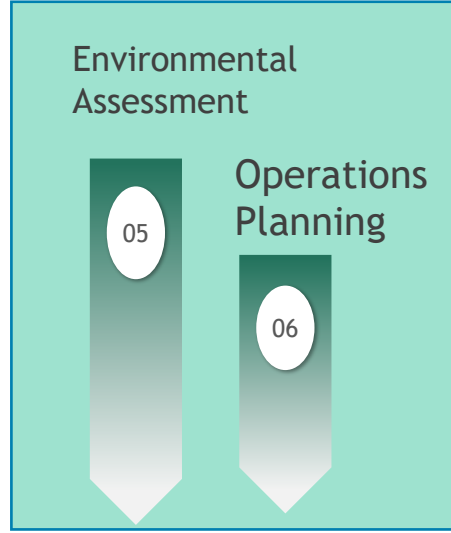 Environmental
Assessment
05
Operations
Planning
06